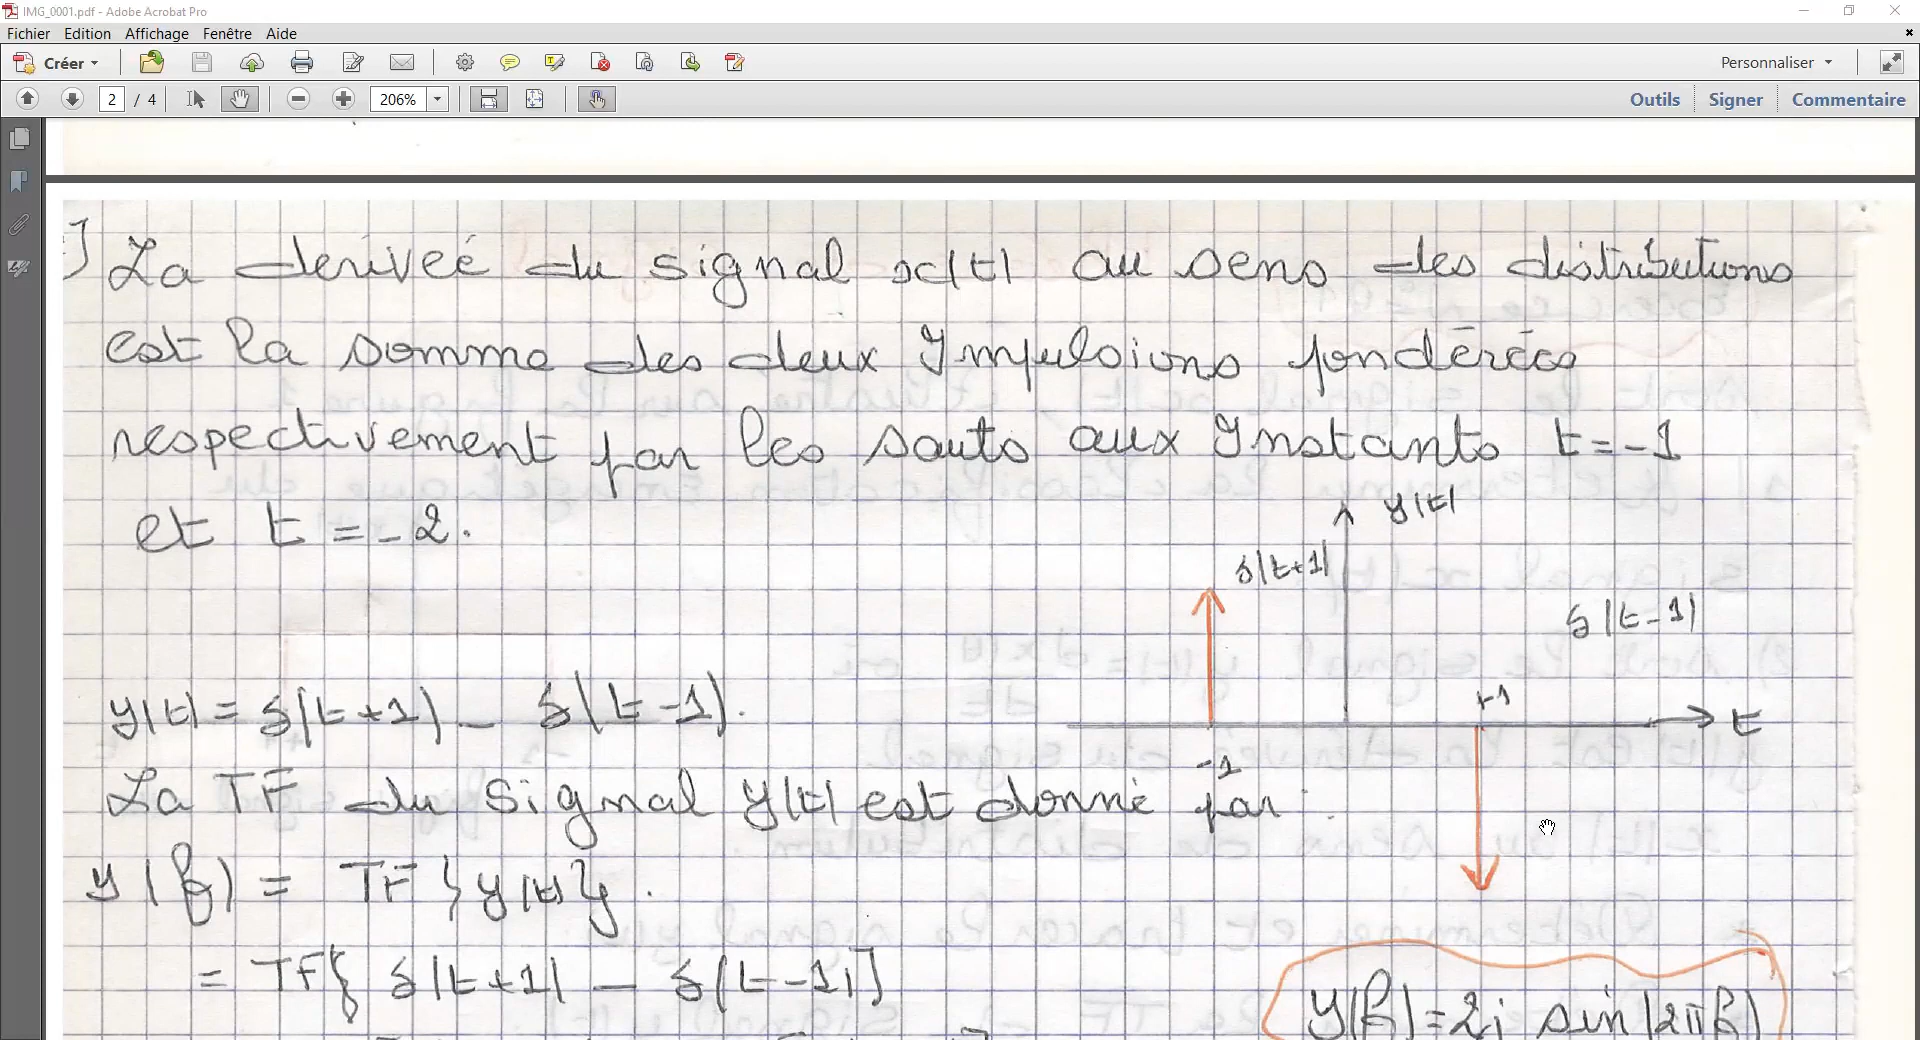 IMG_0001.pdf - Adobe Acrobat Pro
Fichier Edition Affichage Fenêtre Aide
Créer
Personnaliser
2 / 4
206%
Outils Signer Commentaire
La derivée du signal x(t) au sens des distributions
est la somme des deux Impulsions pondérées
respectivement par les sauts aux Instants t = -1
et t = -2.
y(t)
δ(t+1)
δ(t-1)
+1
y(t) = δ(t+1) - δ(t-1).
t
-1
La TF du signal y(t) est donné par :
Y(f) = TF{y(t)}.
= TF{δ(t+1) - δ(t-1)]
Y(f) = 2j sin(2πf)